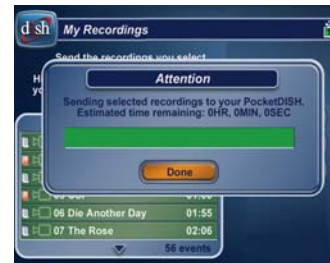 dish My Recordings
Send the recordings you select
Attention
Sending selected recordings to your PocketDISH.
Estimated time remaining: 0HR, 0MIN, 0SEC
Done
06 Die Another Day 01:55
07 The Rose 02:06
56 events